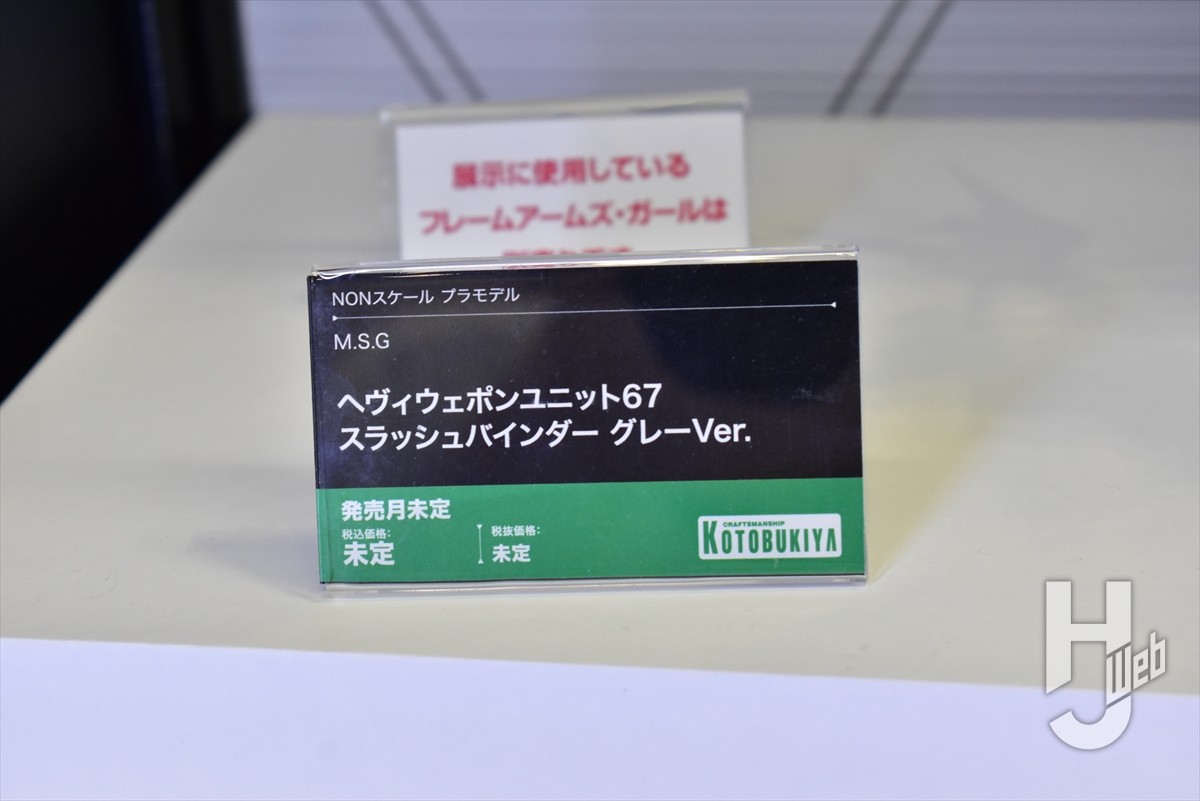 展示に使用している
フレームアームズ・ガールは
NONスケール プラモデル
M.S.G
ヘヴィウェポンユニット67
スラッシュバインダー グレーVer.
発売月未定
税込価格:
未定
税抜価格:
未定
CRAFTSMANSHIP
KOTOBUKIYA
HJ Web